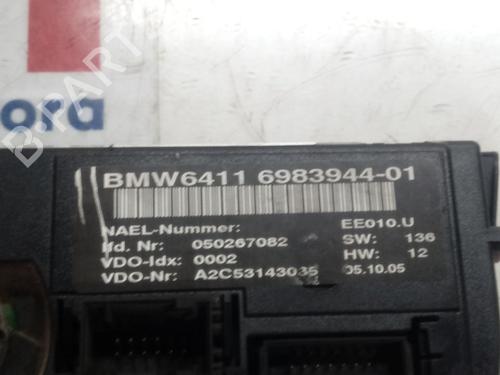 ora
B-PART
BMW6411 6983944-01
NAEL-Nummer: EE010.U
lfd. Nr: 050267082 SW: 136
VDO-Idx: 0002 HW: 12
VDO-Nr: A2C53143035 05.10.05